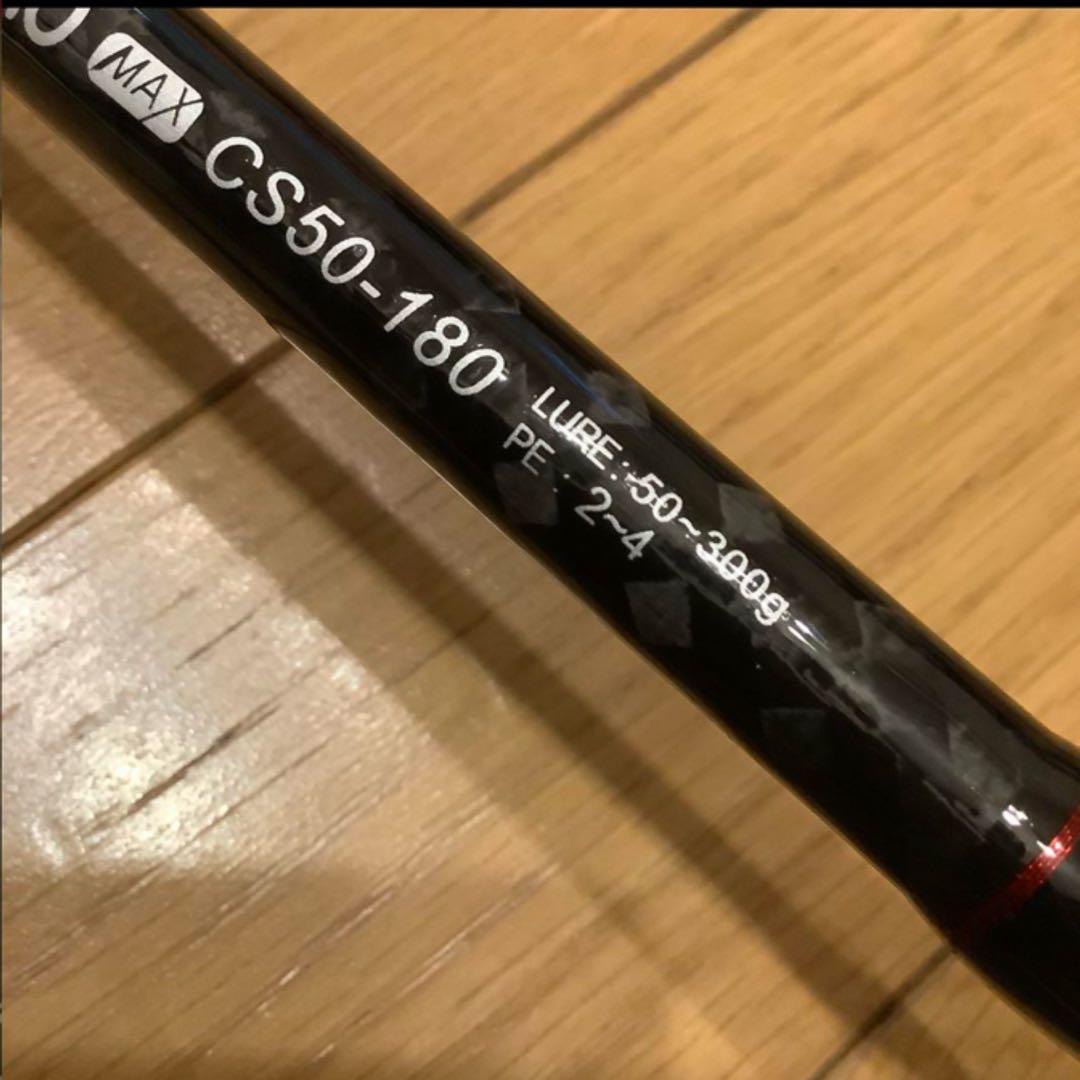 MAX CS50-180
LURE: 50~300g
PE : 2~4